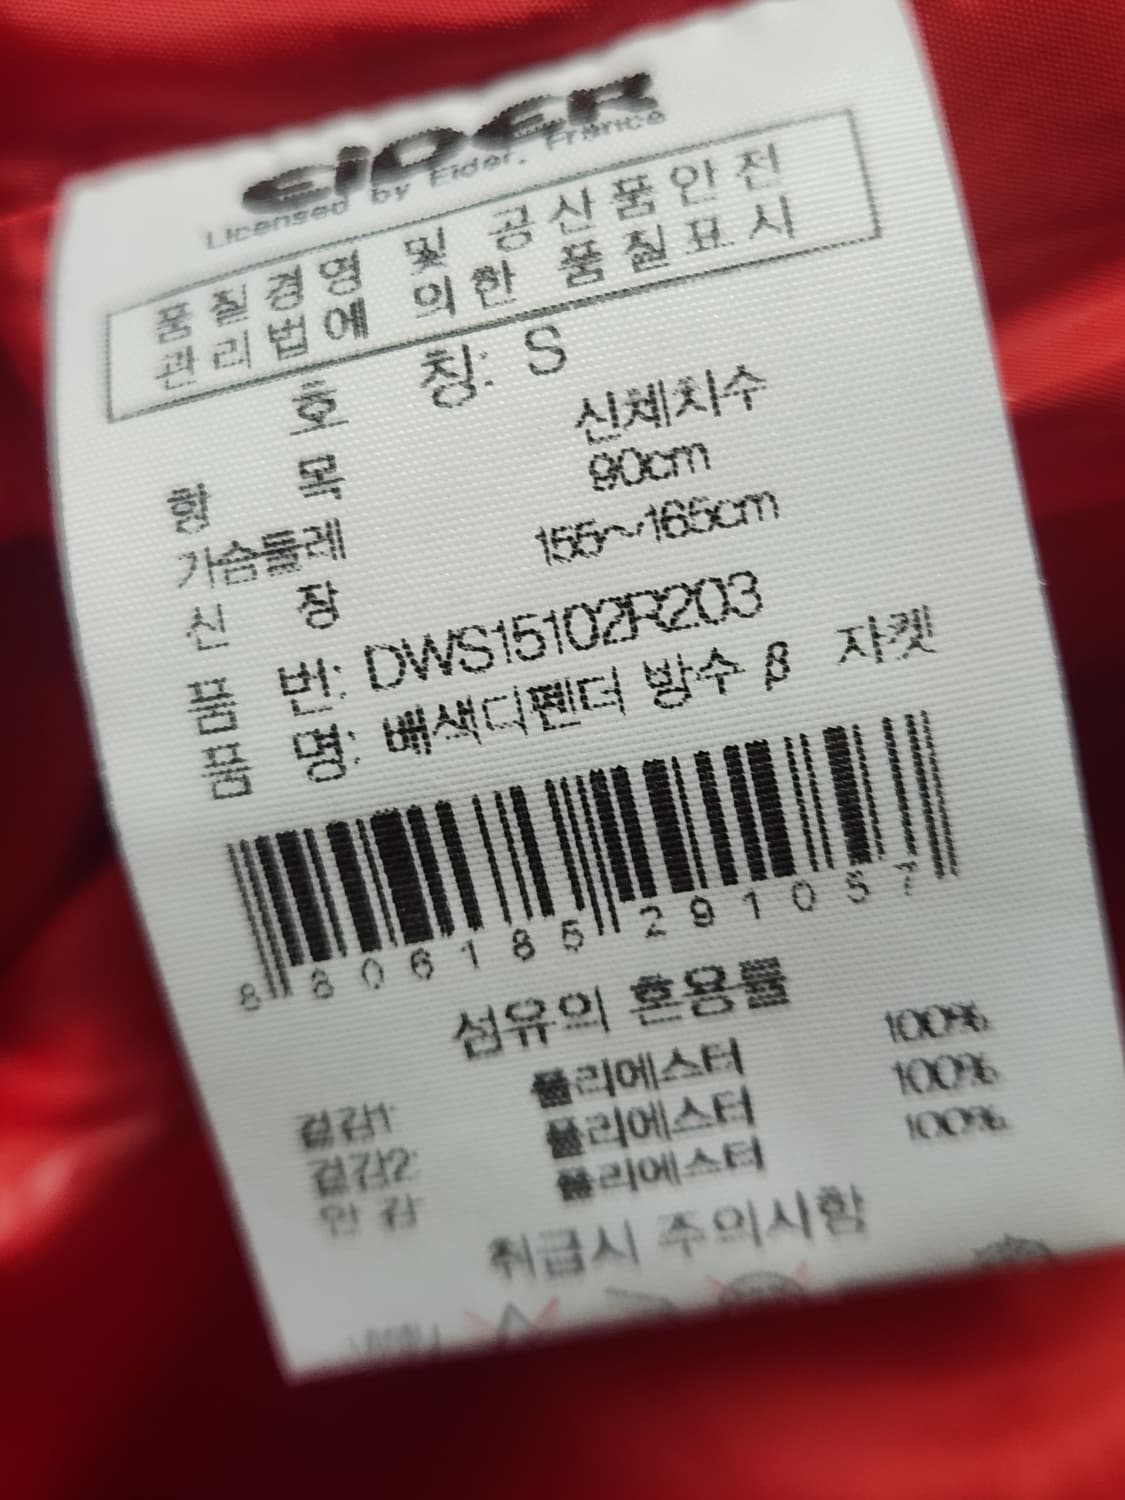 EIDER
Licensed by Eider. France
품질경영 및 공산품안전
관리법에 의한 품질표시
호 칭: S
항 목 신체치수
가슴둘레 90cm
신 장 155~165cm
품 번: DWS15102R203
품 명: 배색디펜더 방수 β 자켓
8 806185 291057
섬유의 혼용률
겉감1 폴리에스터 100%
겉감2 폴리에스터 100%
안 감 폴리에스터 100%
취급시 주의사항